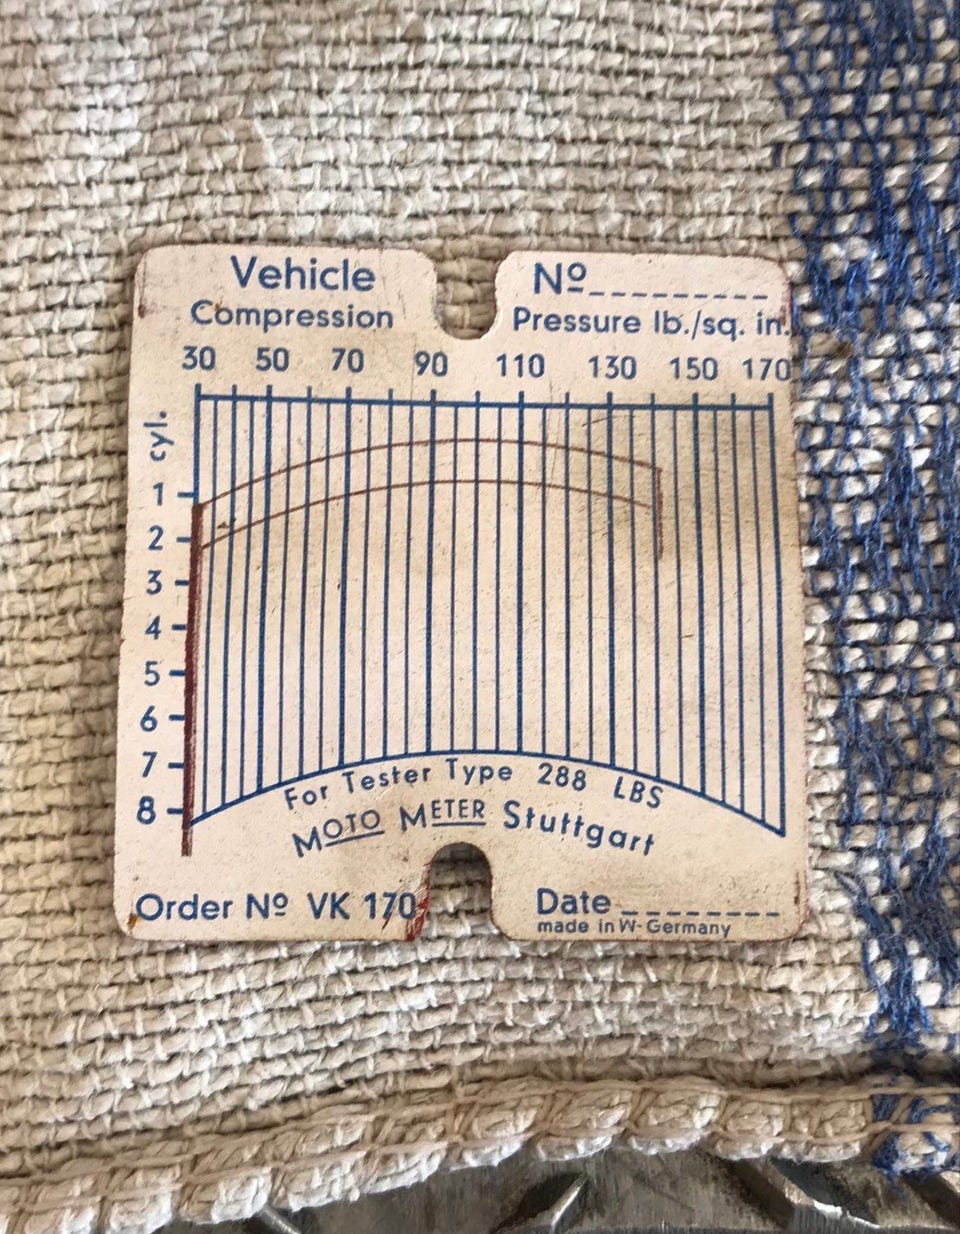 Vehicle
Compression
Nº
Pressure lb./sq. in.
30 50 70 90 110 130 150 170
cyl.
1
2
3
4
5
6
7
8
For Tester Type 288 LBS
MOTO METER Stuttgart
Order Nº VK 170
Date
made in W-Germany